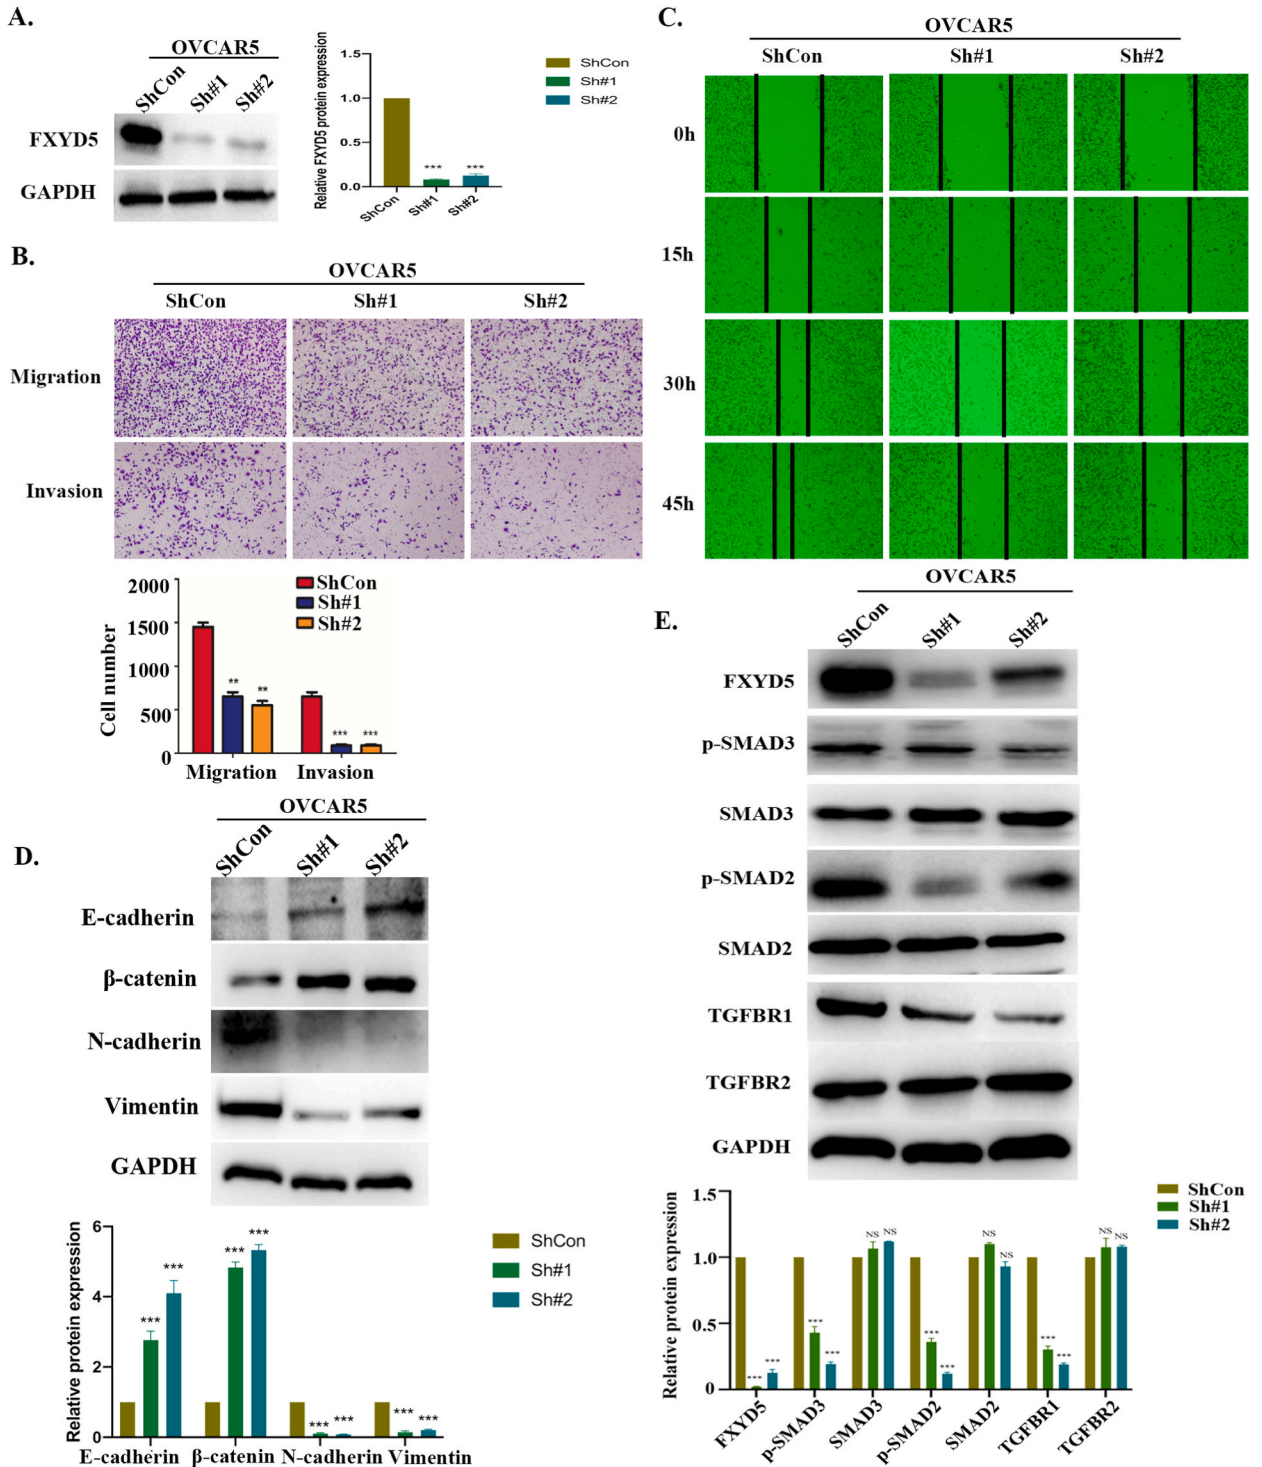 A.
OVCAR5
ShCon Sh#1 Sh#2
FXYD5
GAPDH
Relative FXYD5 protein expression
1.5
1.0
0.5
0.0
*** ***
ShCon Sh#1 Sh#2
ShCon
Sh#1
Sh#2
B.
OVCAR5
ShCon Sh#1 Sh#2
Migration
Invasion
Cell number
2000
1500
1000
500
0
** ** *** ***
Migration Invasion
ShCon
Sh#1
Sh#2
C.
OVCAR5
ShCon Sh#1 Sh#2
0h
15h
30h
45h
D.
OVCAR5
ShCon Sh#1 Sh#2
E-cadherin
β-catenin
N-cadherin
Vimentin
GAPDH
Relative protein expression
6
4
2
0
*** *** *** *** *** *** *** ***
E-cadherin β-catenin N-cadherin Vimentin
ShCon
Sh#1
Sh#2
E.
OVCAR5
ShCon Sh#1 Sh#2
FXYD5
p-SMAD3
SMAD3
p-SMAD2
SMAD2
TGFBR1
TGFBR2
GAPDH
Relative protein expression
1.5
1.0
0.5
0
*** *** *** *** NS NS *** *** NS NS *** *** NS NS
FXYD5 p-SMAD3 SMAD3 p-SMAD2 SMAD2 TGFBR1 TGFBR2
ShCon
Sh#1
Sh#2